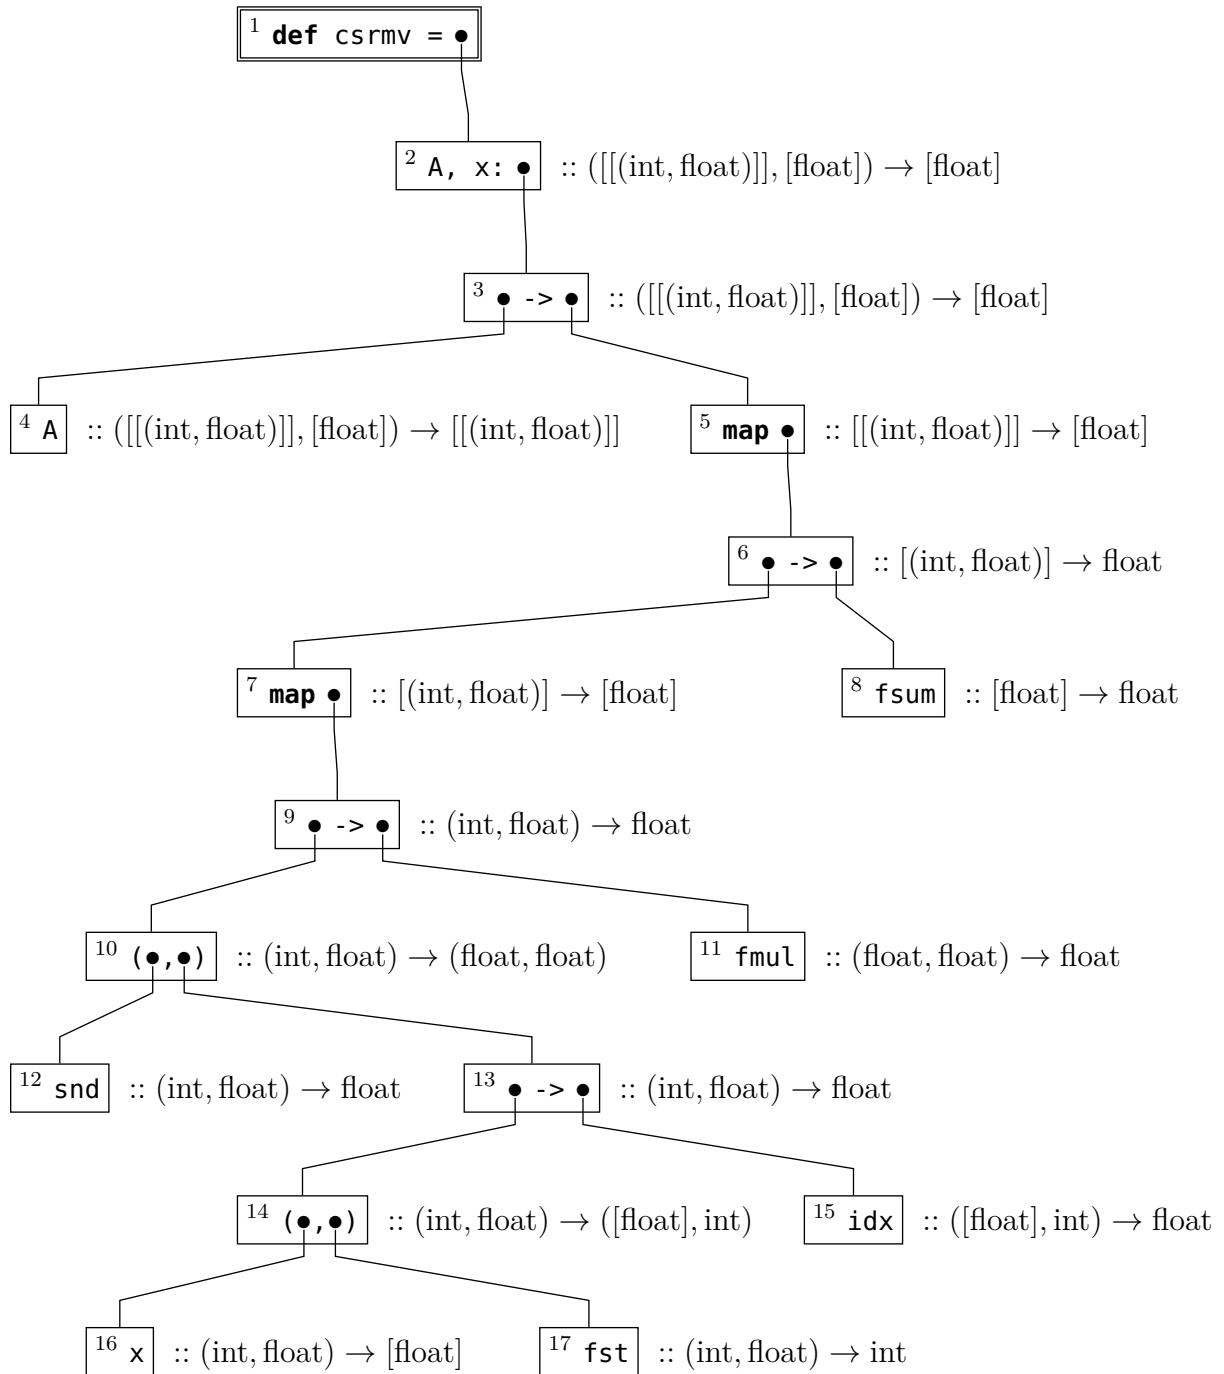 1 def csrmv = ●
2 A, x: ● :: ([[(int, float)]], [float]) → [float]
3 ● -> ● :: ([[(int, float)]], [float]) → [float]
4 A :: ([[(int, float)]], [float]) → [[(int, float)]]
5 map ● :: [[(int, float)]] → [float]
6 ● -> ● :: [(int, float)] → float
7 map ● :: [(int, float)] → [float]
8 fsum :: [float] → float
9 ● -> ● :: (int, float) → float
10 (●,●) :: (int, float) → (float, float)
11 fmul :: (float, float) → float
12 snd :: (int, float) → float
13 ● -> ● :: (int, float) → float
14 (●,●) :: (int, float) → ([float], int)
15 idx :: ([float], int) → float
16 x :: (int, float) → [float]
17 fst :: (int, float) → int